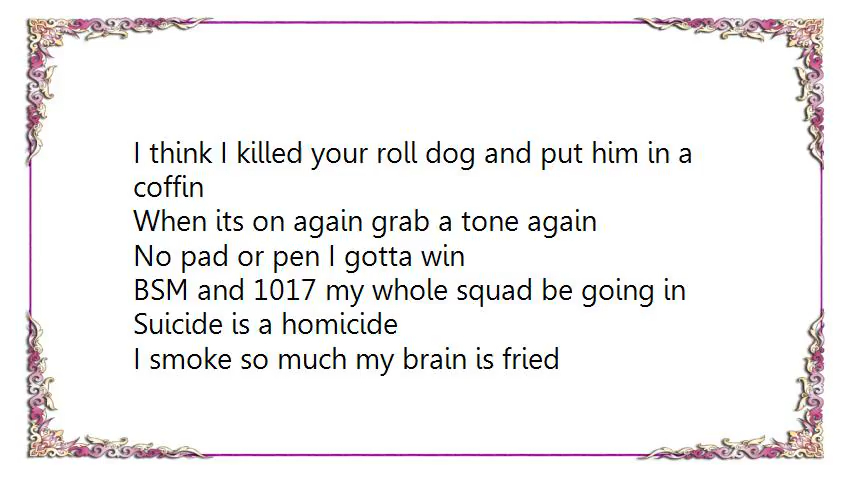 I think I killed your roll dog and put him in a
coffin
When its on again grab a tone again
No pad or pen I gotta win
BSM and 1017 my whole squad be going in
Suicide is a homicide
I smoke so much my brain is fried